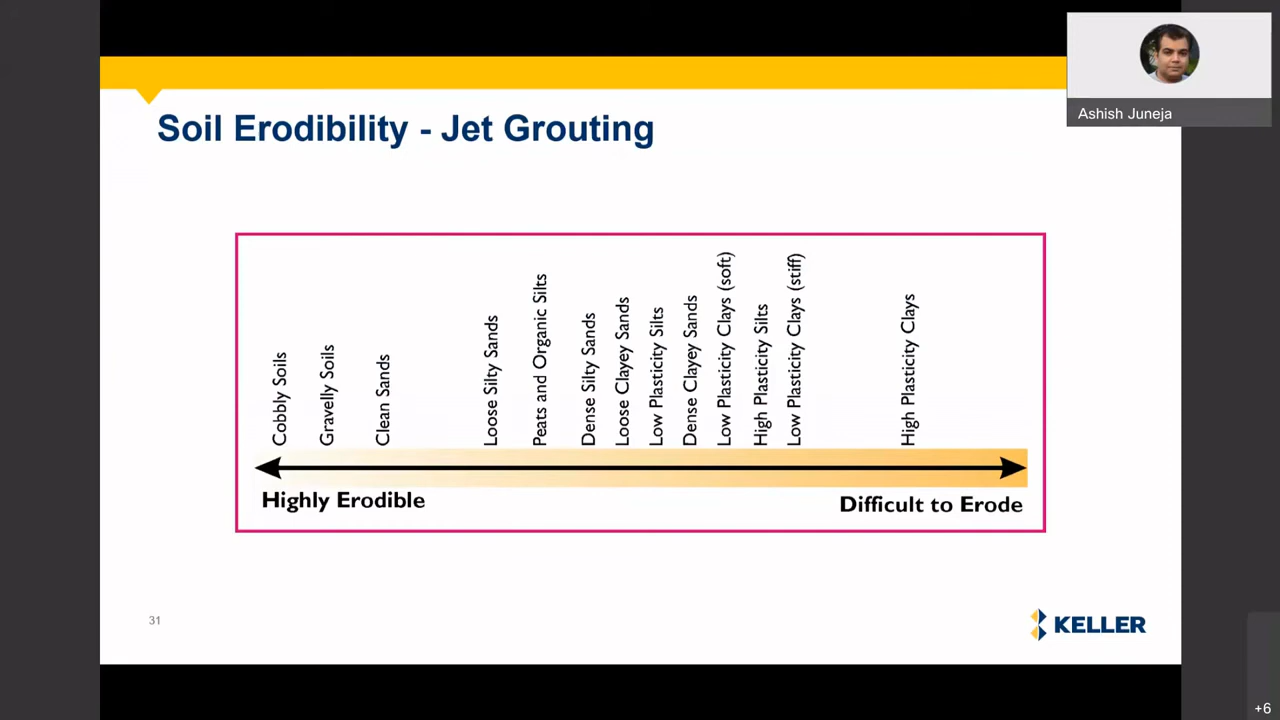 Ashish Juneja
Soil Erodibility - Jet Grouting
Cobbly Soils
Gravelly Soils
Clean Sands
Loose Silty Sands
Peats and Organic Silts
Dense Silty Sands
Loose Clayey Sands
Low Plasticity Silts
Dense Clayey Sands
Low Plasticity Clays (soft)
High Plasticity Silts
Low Plasticity Clays (stiff)
High Plasticity Clays
Highly Erodible
Difficult to Erode
31
KELLER
+6